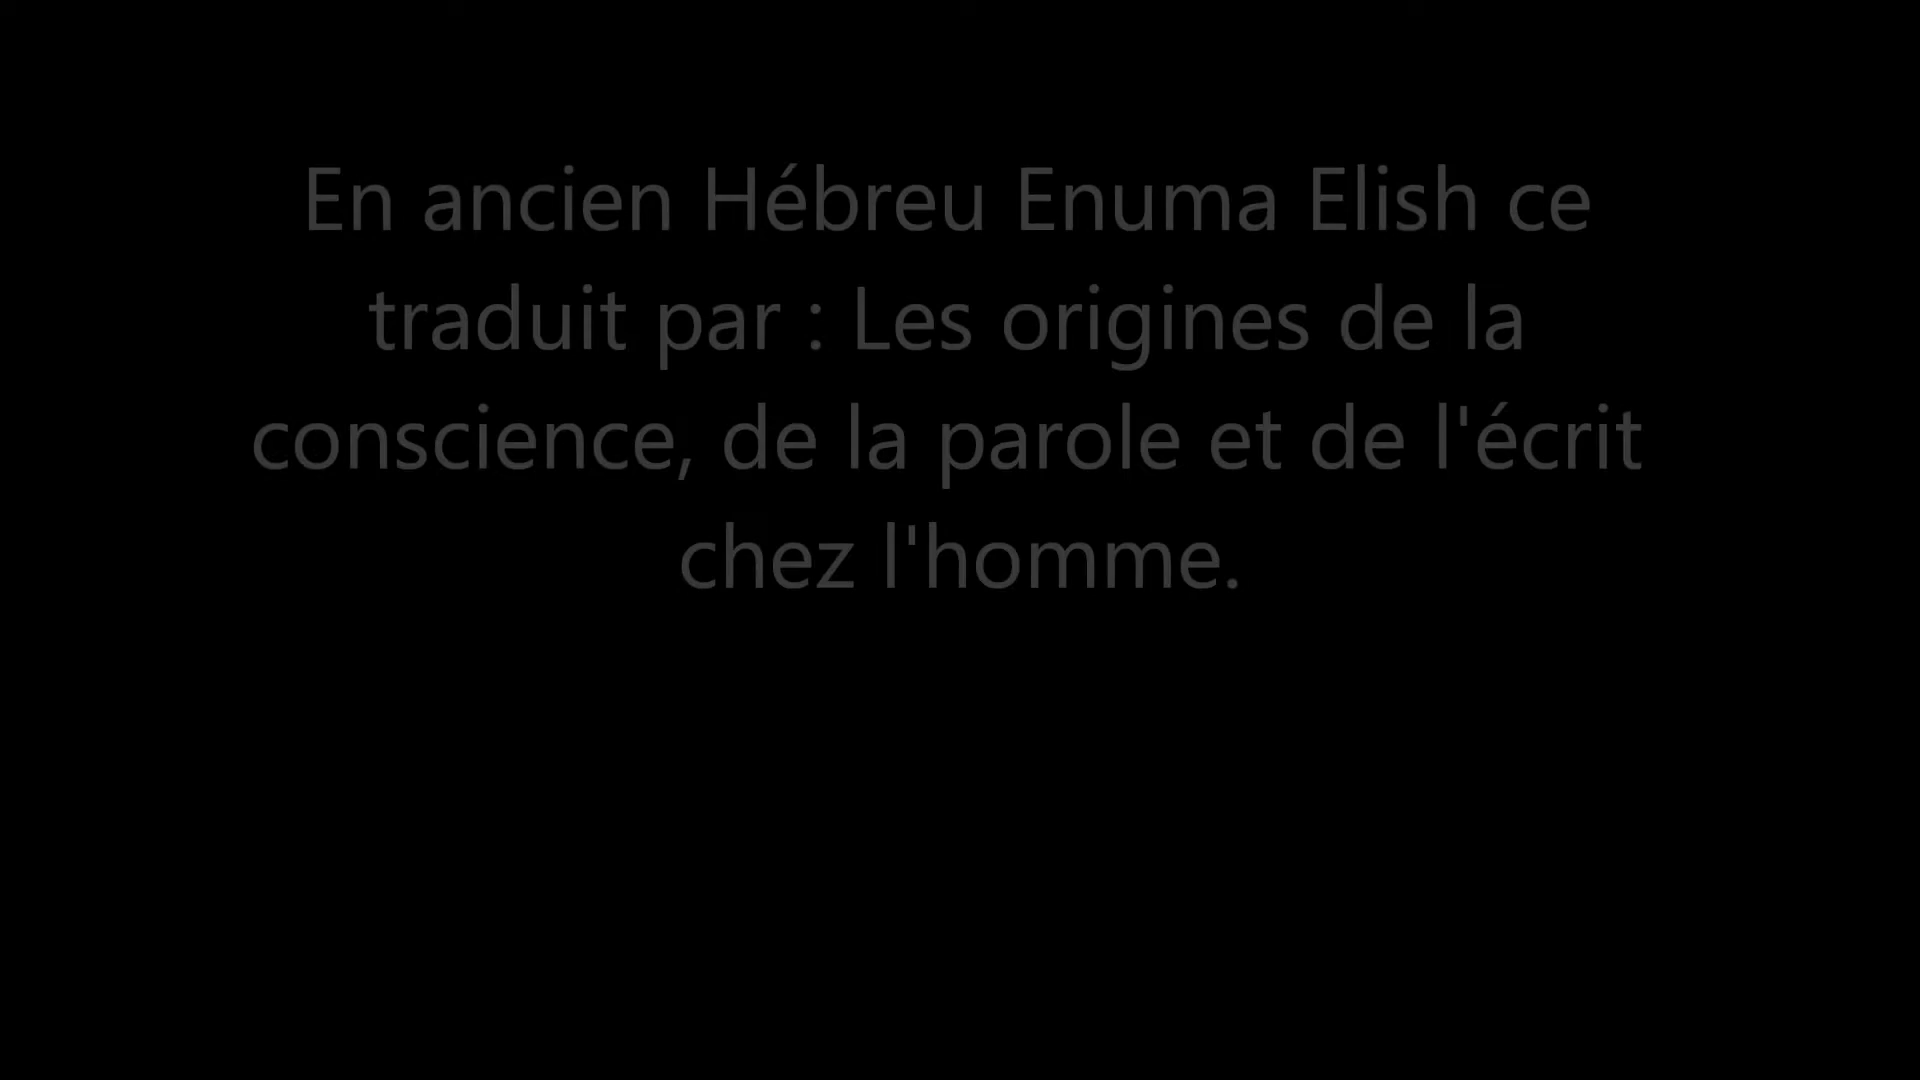 En ancien Hébreu Enuma Elish ce
traduit par : Les origines de la
conscience, de la parole et de l'écrit
chez l'homme.